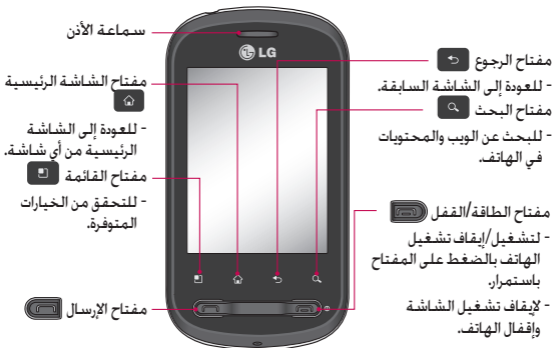 سماعة الأذن
مفتاح الشاشة الرئيسية
- للعودة إلى الشاشة
الرئيسية من أي شاشة.
مفتاح القائمة
- للتحقق من الخيارات
المتوفرة.
مفتاح الإرسال
LG
مفتاح الرجوع
- للعودة إلى الشاشة السابقة.
مفتاح البحث
- للبحث عن الويب والمحتويات
في الهاتف.
مفتاح الطاقة/القفل
- لتشغيل/إيقاف تشغيل
الهاتف بالضغط على المفتاح
باستمرار.
- لإيقاف تشغيل الشاشة
وإقفال الهاتف.